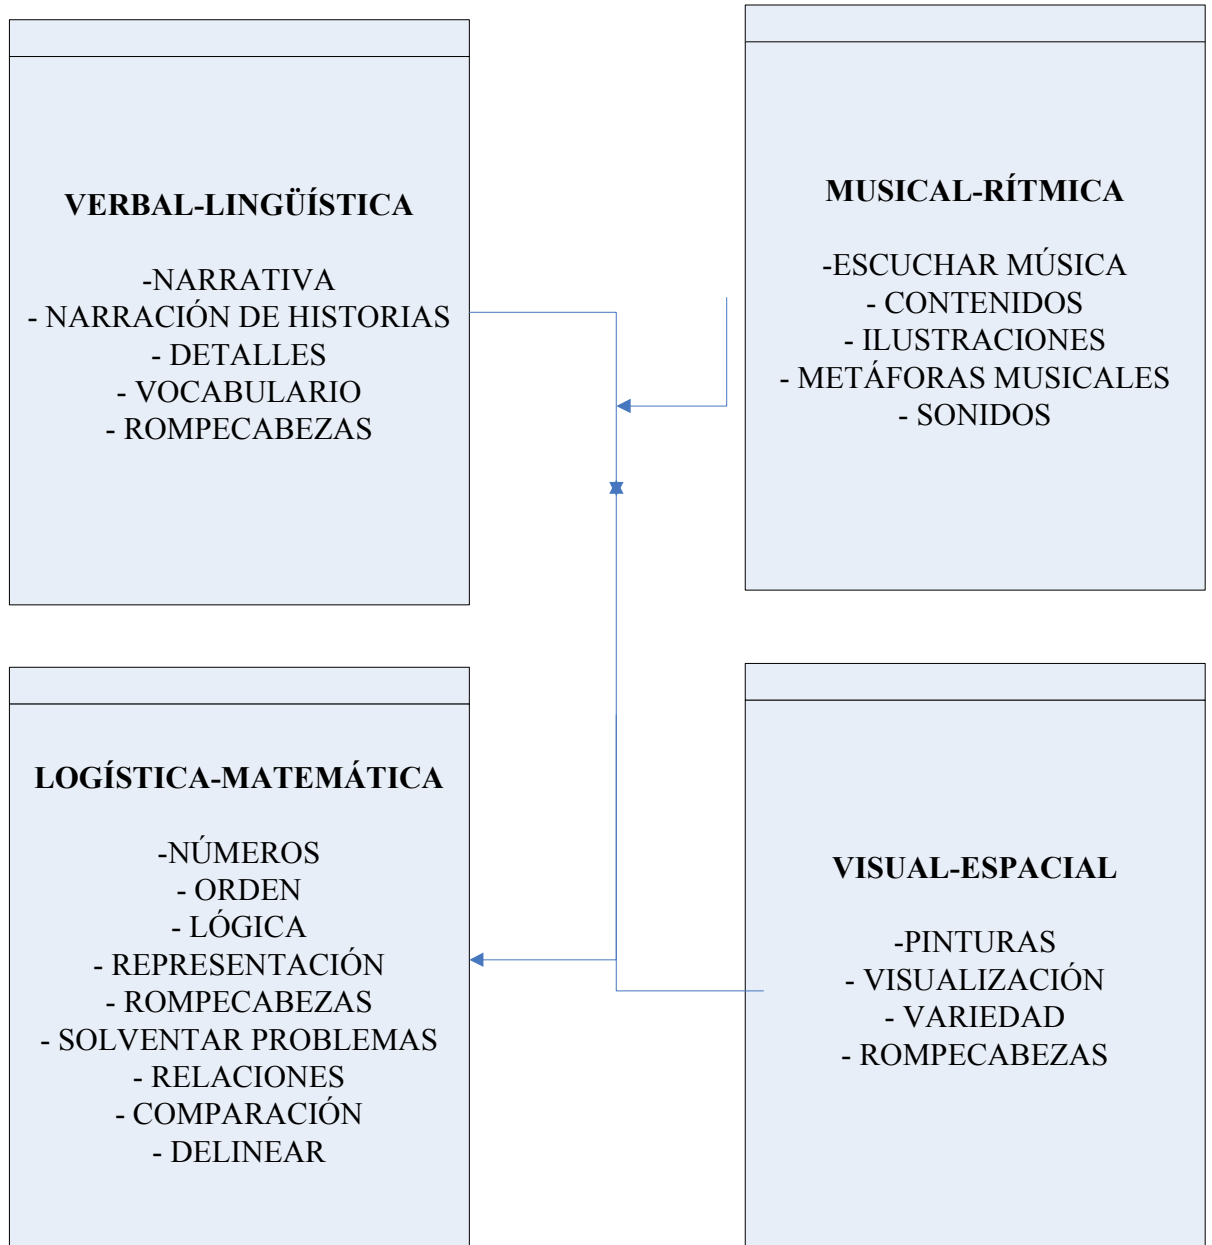 VERBAL-LINGÜÍSTICA
-NARRATIVA
- NARRACIÓN DE HISTORIAS
- DETALLES
- VOCABULARIO
- ROMPECABEZAS
MUSICAL-RÍTMICA
-ESCUCHAR MÚSICA
- CONTENIDOS
- ILUSTRACIONES
- METÁFORAS MUSICALES
- SONIDOS
LOGÍSTICA-MATEMÁTICA
-NÚMEROS
- ORDEN
- LÓGICA
- REPRESENTACIÓN
- ROMPECABEZAS
- SOLVENTAR PROBLEMAS
- RELACIONES
- COMPARACIÓN
- DELINEAR
VISUAL-ESPACIAL
-PINTURAS
- VISUALIZACIÓN
- VARIEDAD
- ROMPECABEZAS